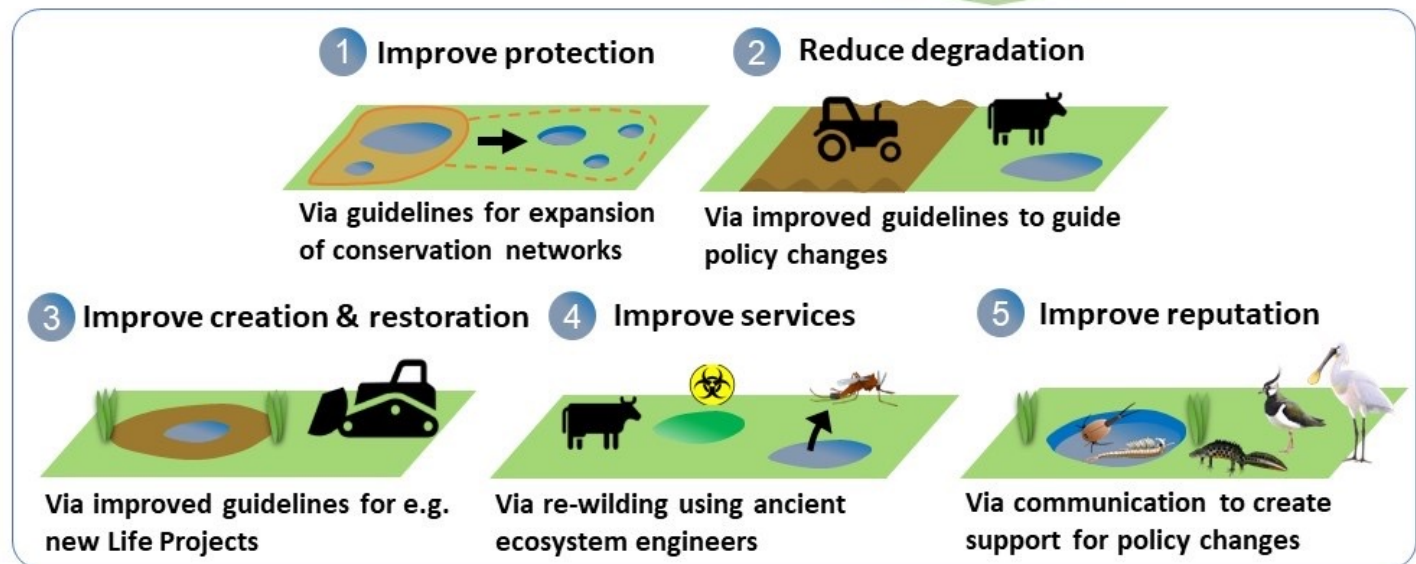 1 Improve protection
2 Reduce degradation
Via guidelines for expansion
of conservation networks
Via improved guidelines to guide
policy changes
3 Improve creation & restoration
4 Improve services
5 Improve reputation
Via improved guidelines for e.g.
new Life Projects
Via re-wilding using ancient
ecosystem engineers
Via communication to create
support for policy changes